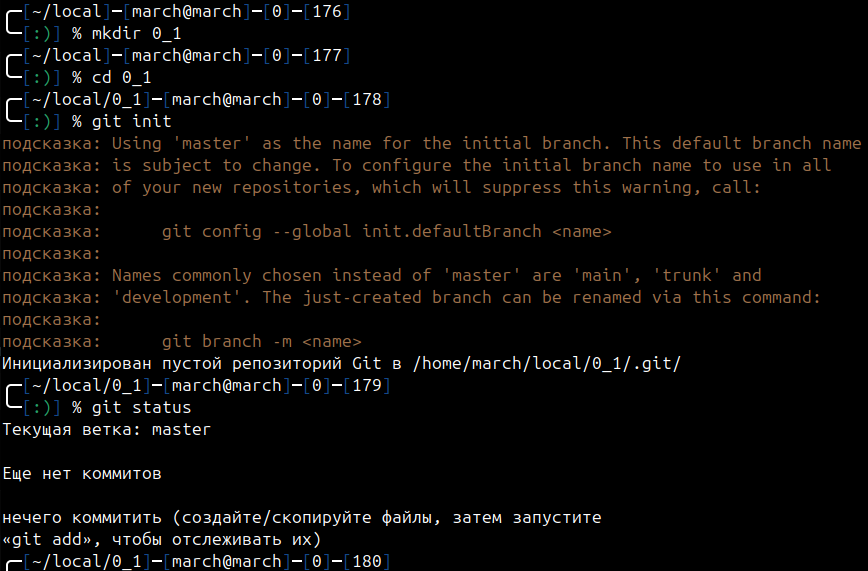 [~/local]-[march@march]-[0]-[176]
[:)] % mkdir 0_1
[~/local]-[march@march]-[0]-[177]
[:)] % cd 0_1
[~/local/0_1]-[march@march]-[0]-[178]
[:)] % git init
подсказка: Using 'master' as the name for the initial branch. This default branch name
подсказка: is subject to change. To configure the initial branch name to use in all
подсказка: of your new repositories, which will suppress this warning, call:
подсказка:
подсказка:      git config --global init.defaultBranch <name>
подсказка:
подсказка: Names commonly chosen instead of 'master' are 'main', 'trunk' and
подсказка: 'development'. The just-created branch can be renamed via this command:
подсказка:
подсказка:      git branch -m <name>
Инициализирован пустой репозиторий Git в /home/march/local/0_1/.git/
[~/local/0_1]-[march@march]-[0]-[179]
[:)] % git status
Текущая ветка: master
Еще нет коммитов
нечего коммитить (создайте/скопируйте файлы, затем запустите
«git add», чтобы отслеживать их)
[~/local/0_1]-[march@march]-[0]-[180]